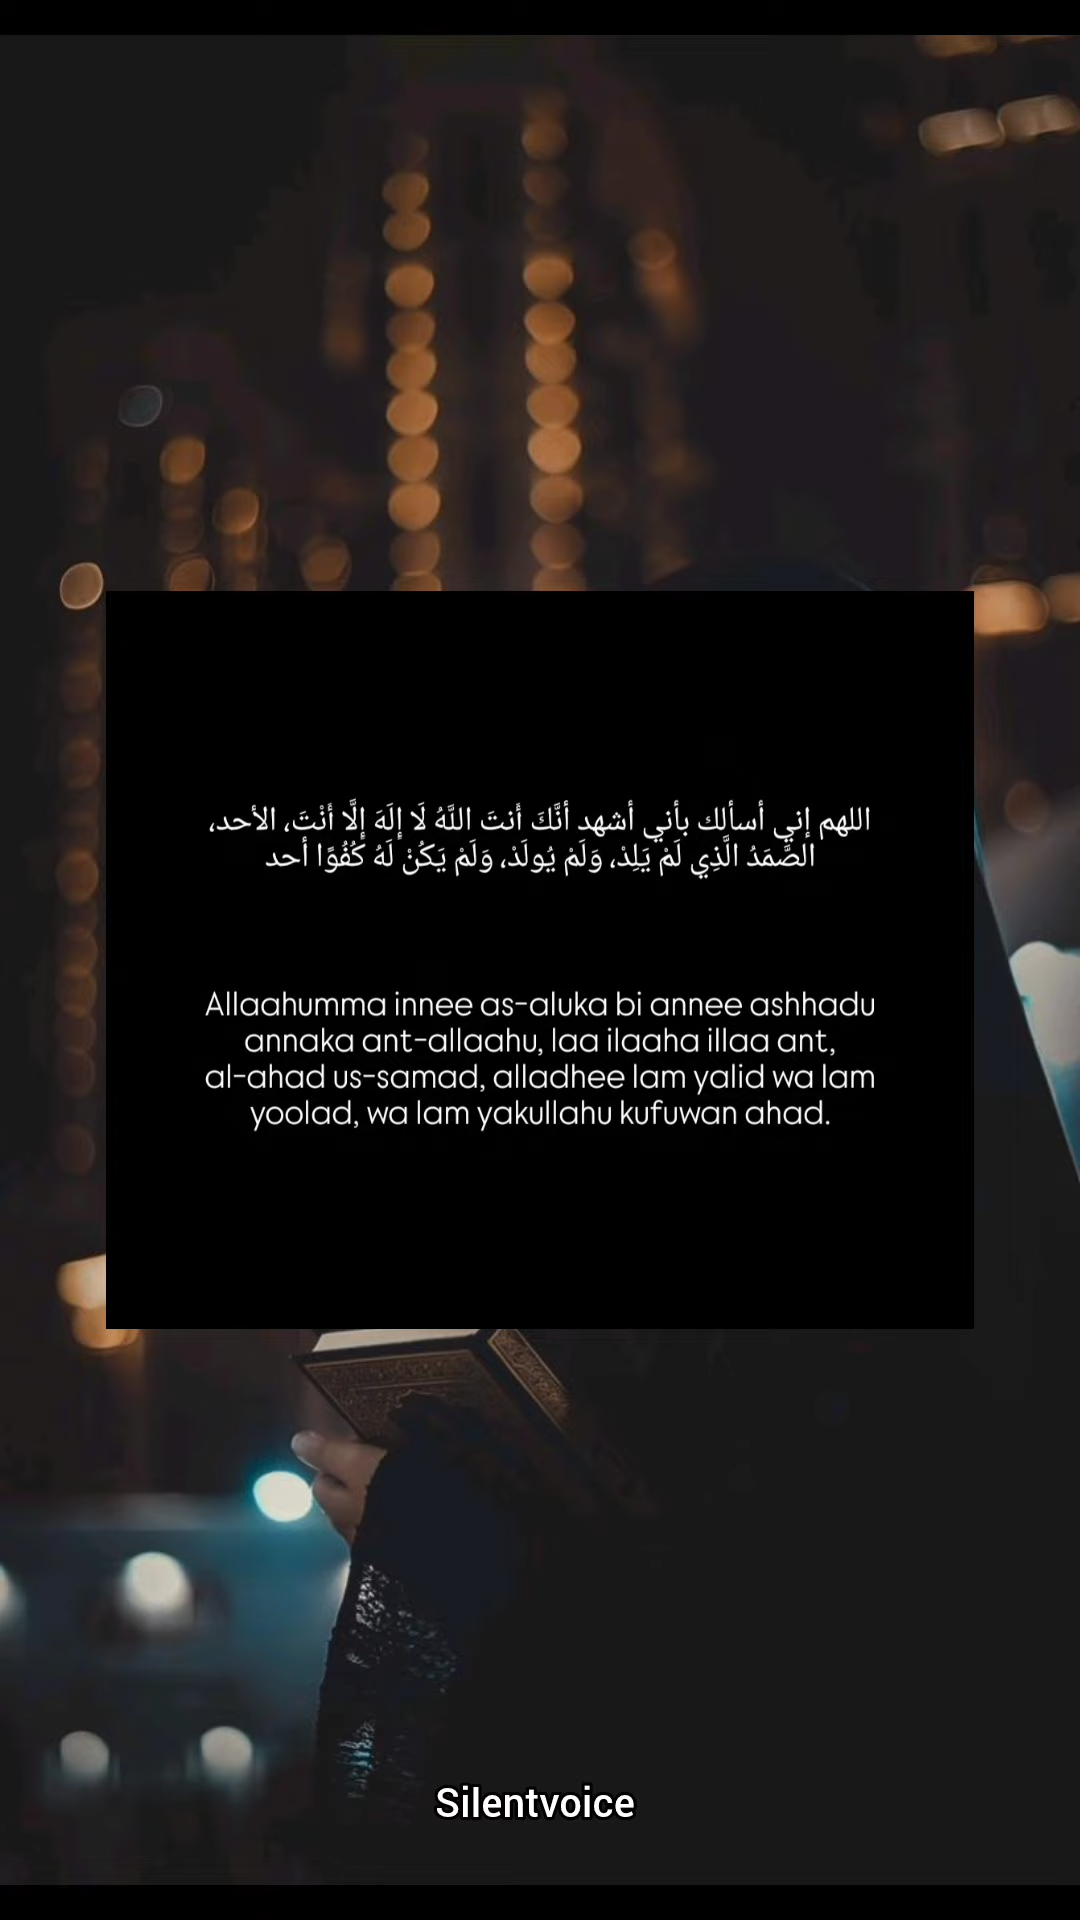 اللهم إني أسألك بأني أشهد أنَّكَ أَنتَ اللَّهُ لَا إِلَهَ إِلَّا أَنْتَ، الأحد،
الصَّمَدُ الَّذِي لَمْ يَلِدْ، وَلَمْ يُولَدْ، وَلَمْ يَكُنْ لَهُ كُفُوًا أحد
Allaahumma innee as-aluka bi annee ashhadu
annaka ant-allaahu, laa ilaaha illaa ant,
al-ahad us-samad, alladhee lam yalid wa lam
yoolad, wa lam yakullahu kufuwan ahad.
Silentvoice